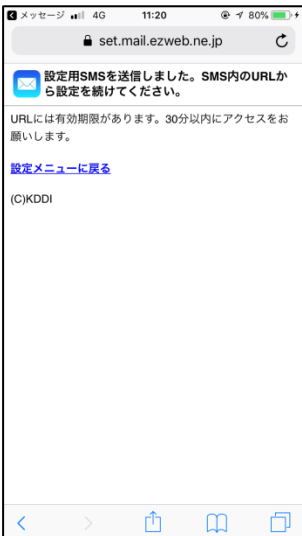 メッセージ 4G 11:20 80%
set.mail.ezweb.ne.jp
設定用SMSを送信しました。SMS内のURLか
ら設定を続けてください。
URLには有効期限があります。30分以内にアクセスをお
願いします。
設定メニューに戻る
(C)KDDI